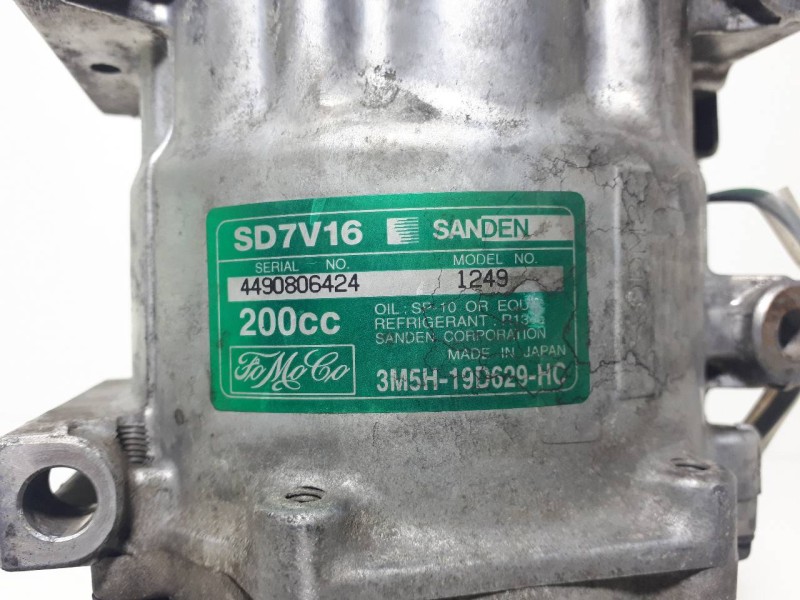 SD7V16 SANDEN
SERIAL NO. MODEL NO.
4490806424 1249
200cc
OIL : SP-10 OR
REFRIGERANT :
SANDEN CORPORATION
MADE IN JAPAN
FoMoCo 3M5H-19D629-HC